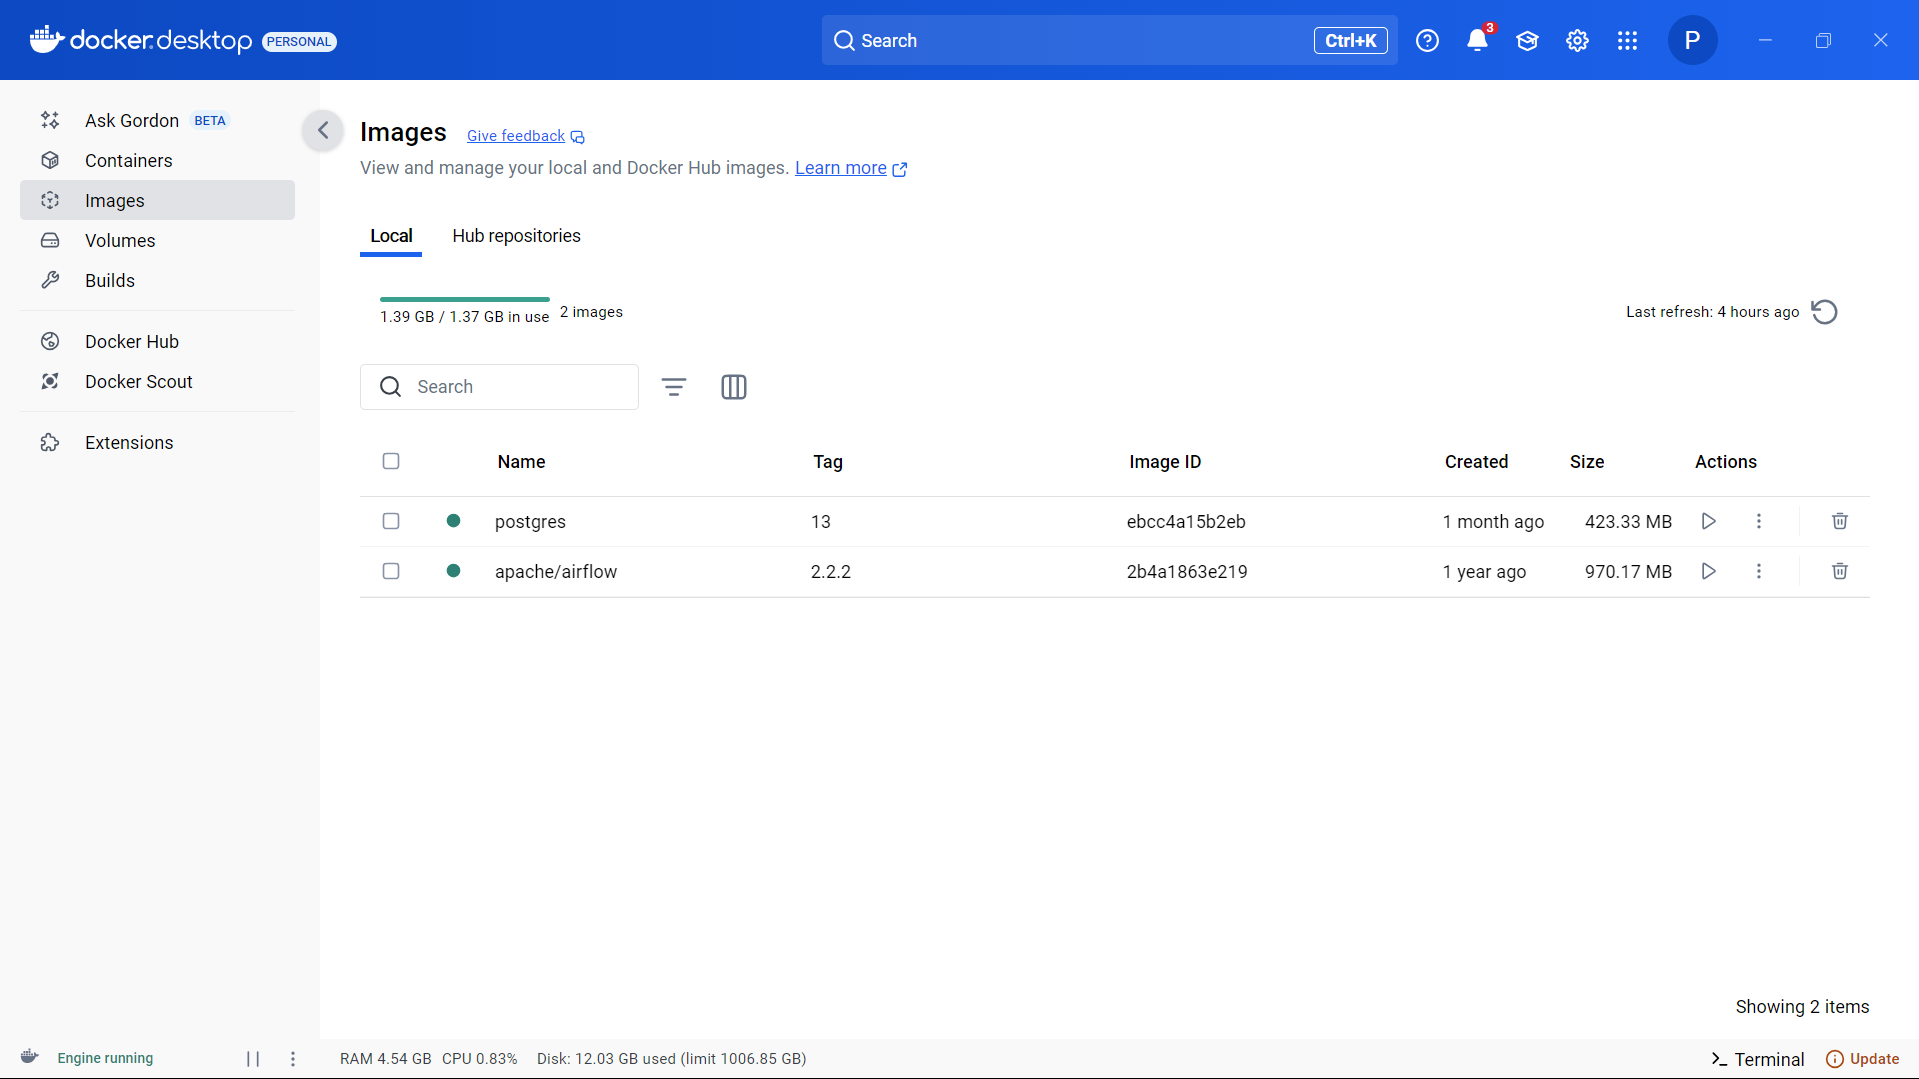 docker.desktop PERSONAL
Search Ctrl+K
3
P
Ask Gordon BETA
Containers
Images
Volumes
Builds
Docker Hub
Docker Scout
Extensions
Images Give feedback
View and manage your local and Docker Hub images. Learn more
Local Hub repositories
1.39 GB / 1.37 GB in use 2 images
Last refresh: 4 hours ago
Search
Name Tag Image ID Created Size Actions
postgres 13 ebcc4a15b2eb 1 month ago 423.33 MB
apache/airflow 2.2.2 2b4a1863e219 1 year ago 970.17 MB
Showing 2 items
Engine running RAM 4.54 GB CPU 0.83% Disk: 12.03 GB used (limit 1006.85 GB) Terminal Update